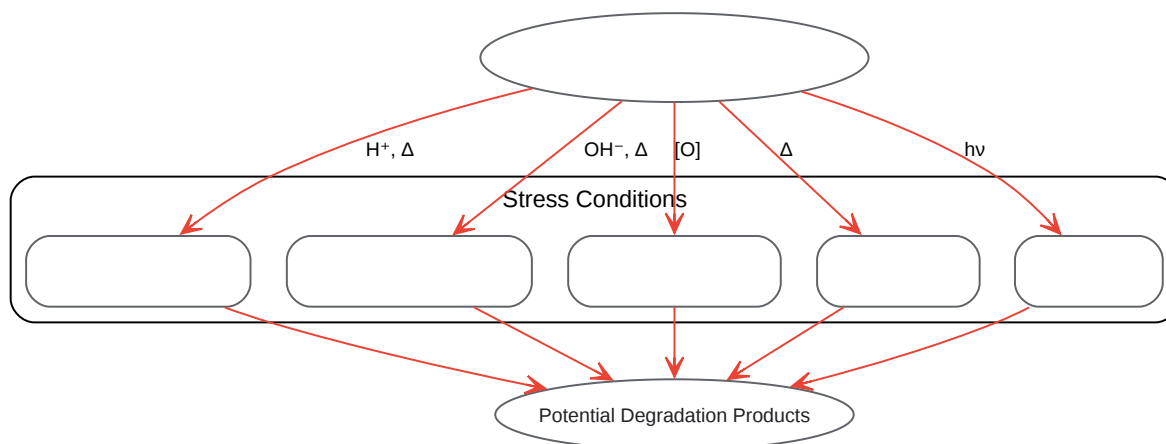 H⁺, Δ
OH⁻, Δ
[O]
Δ
hν
Stress Conditions
Potential Degradation Products